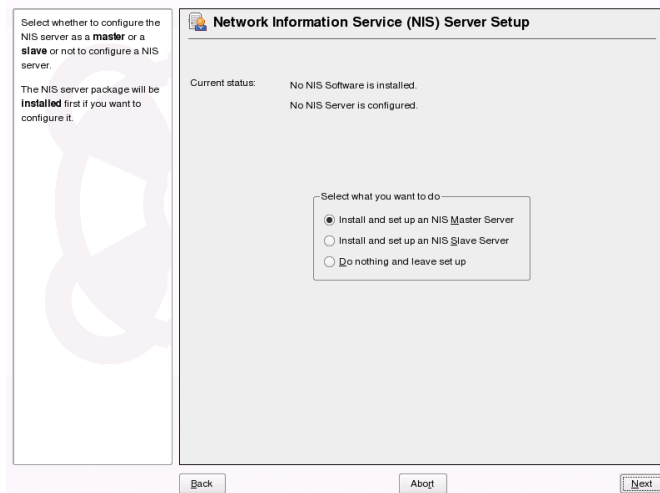 Select whether to configure the
NIS server as a master or a
slave or not to configure a NIS
server.
The NIS server package will be
installed first if you want to
configure it.
Network Information Service (NIS) Server Setup
Current status:
No NIS Software is installed.
No NIS Server is configured.
Select what you want to do
Install and set up an NIS Master Server
Install and set up an NIS Slave Server
Do nothing and leave set up
Back
Abort
Next